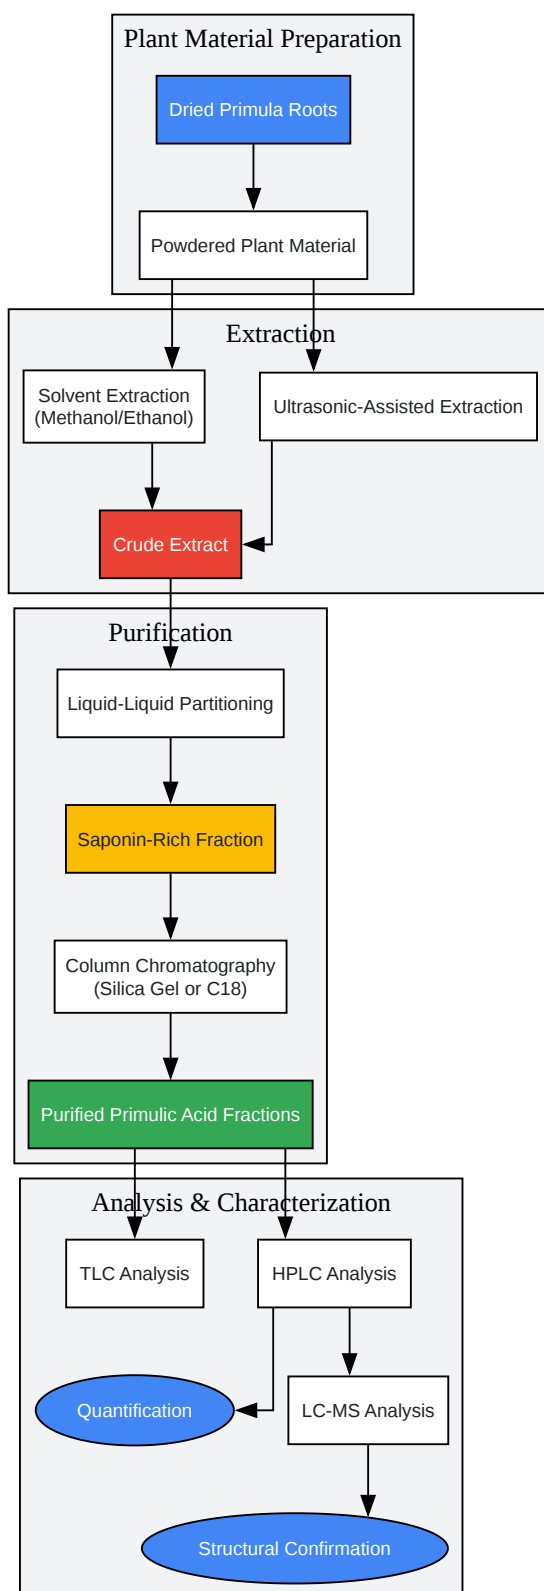 Plant Material Preparation
Dried Primula Roots
Powdered Plant Material
Extraction
Solvent Extraction
(Methanol/Ethanol)
Ultrasonic-Assisted Extraction
Crude Extract
Purification
Liquid-Liquid Partitioning
Saponin-Rich Fraction
Column Chromatography
(Silica Gel or C18)
Purified Primulic Acid Fractions
Analysis & Characterization
TLC Analysis
HPLC Analysis
Quantification
LC-MS Analysis
Structural Confirmation